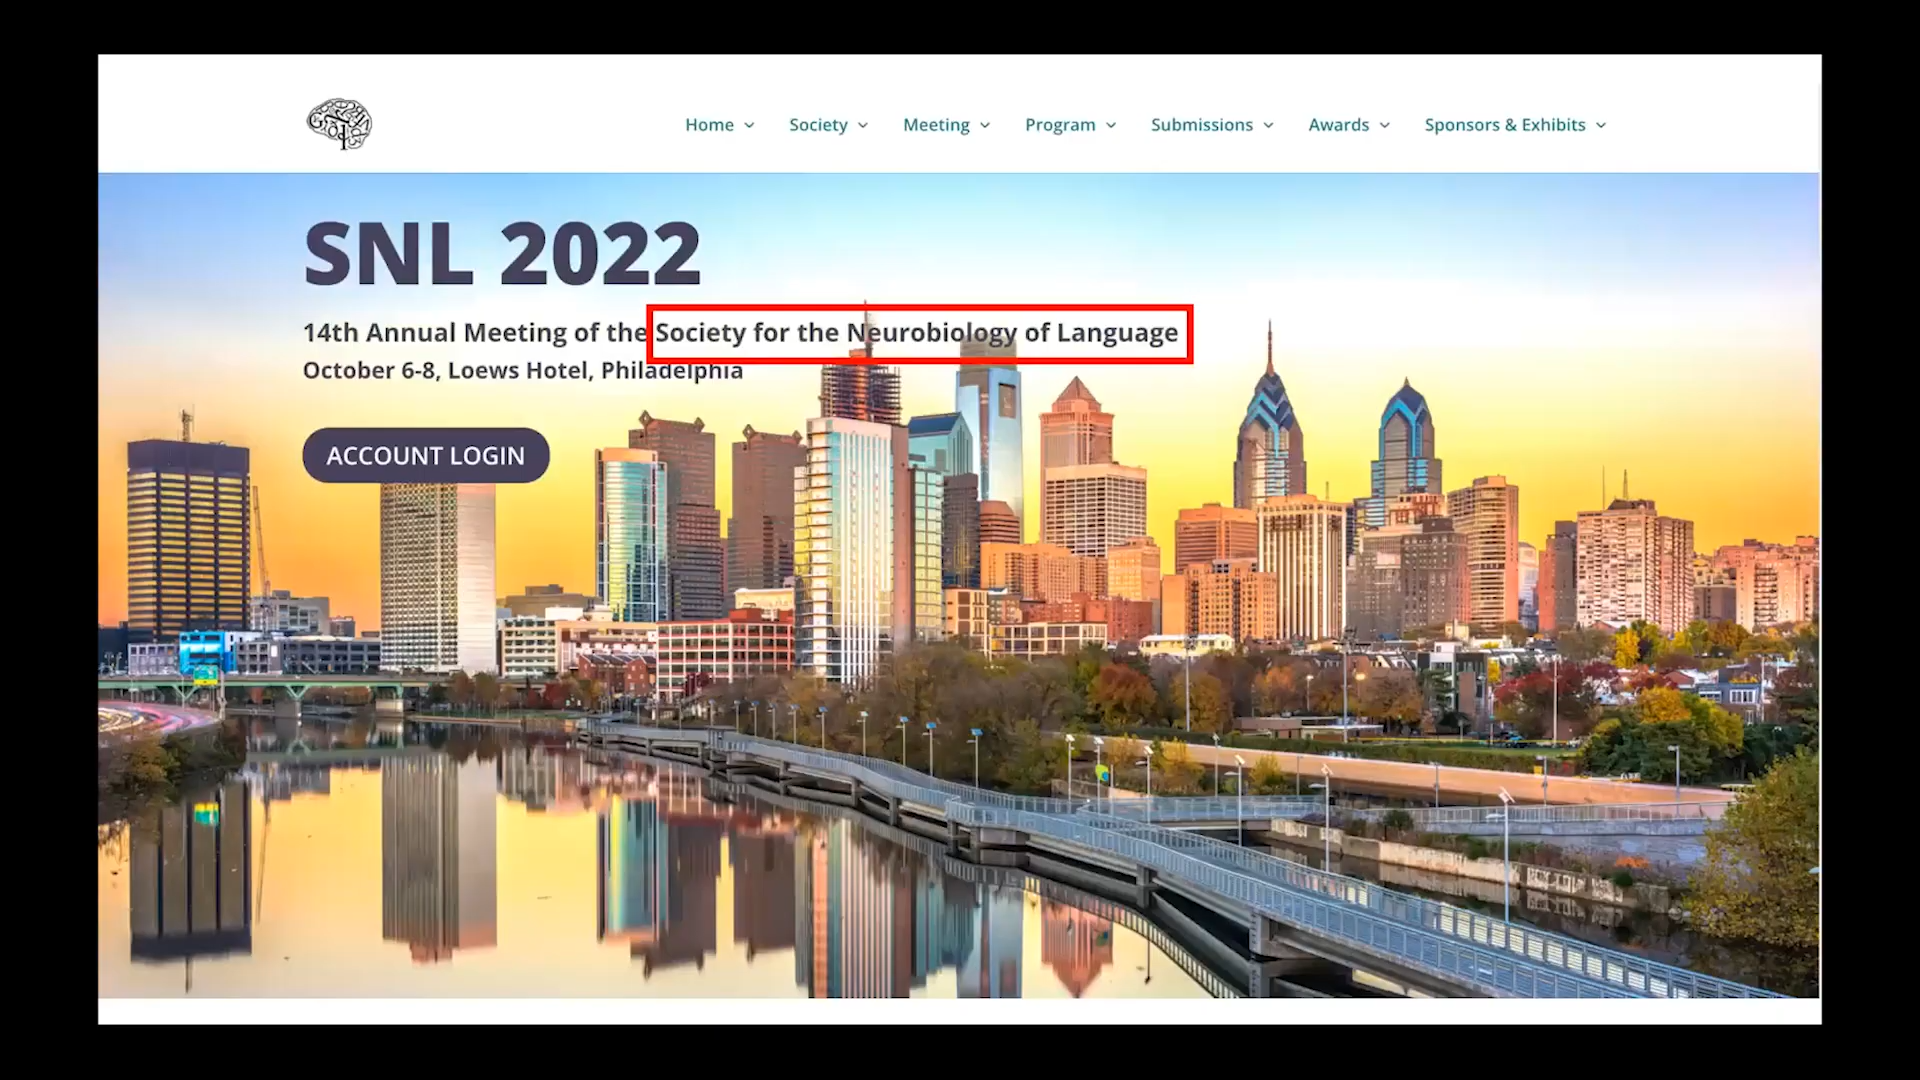 Home
Society
Meeting
Program
Submissions
Awards
Sponsors & Exhibits
SNL 2022
14th Annual Meeting of the Society for the Neurobiology of Language
October 6-8, Loews Hotel, Philadelphia
ACCOUNT LOGIN